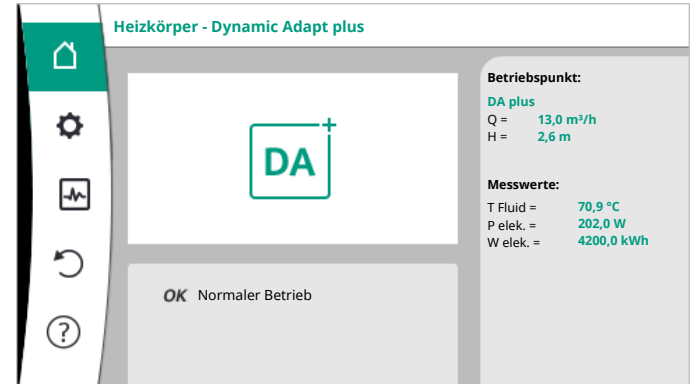 Heizkörper - Dynamic Adapt plus
DA+
OK Normaler Betrieb
Betriebspunkt:
DA plus
Q = 13,0 m³/h
H = 2,6 m
Messwerte:
T Fluid = 70,9 °C
P elek. = 202,0 W
W elek. = 4200,0 kWh
?